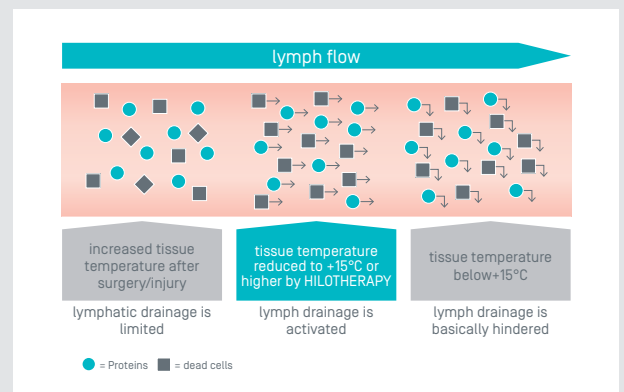 lymph flow
increased tissue
temperature after
surgery/injury
tissue temperature
reduced to +15°C or
higher by HILOTHERAPY
tissue temperature
below+15°C
lymphatic drainage is
limited
lymph drainage is
activated
lymph drainage is
basically hindered
= Proteins = dead cells